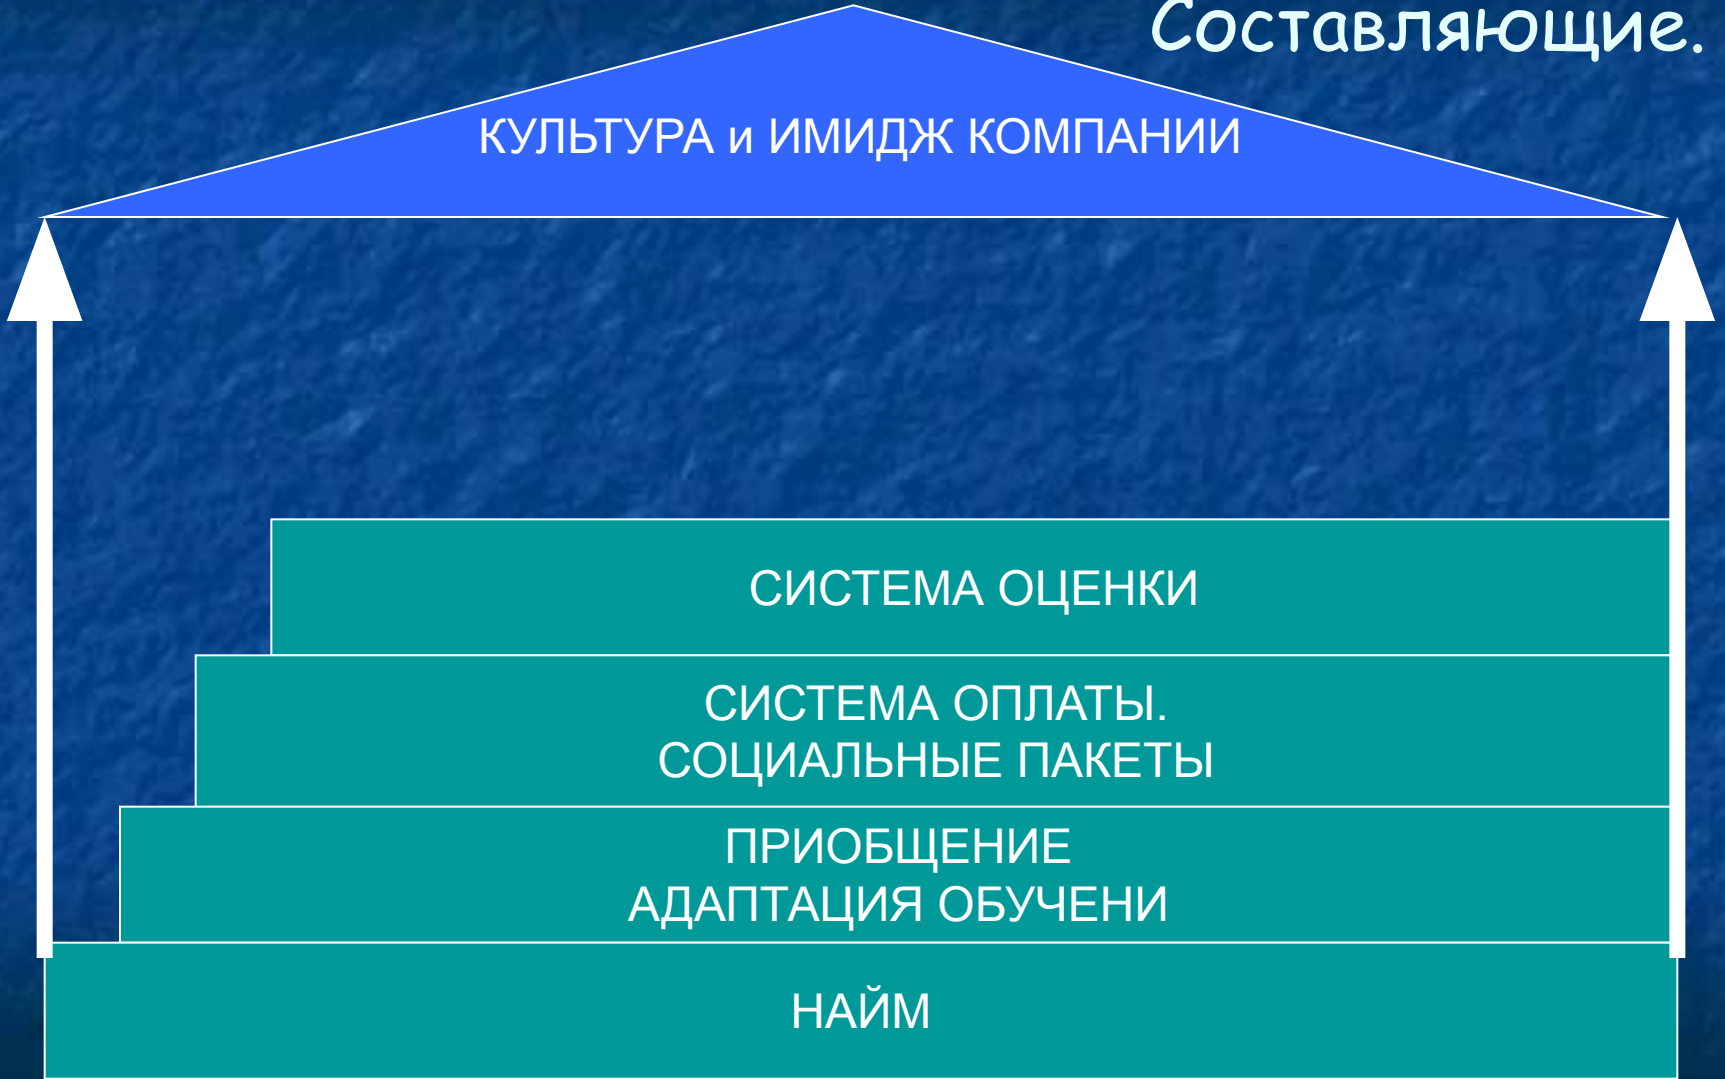 Составляющие.
КУЛЬТУРА и ИМИДЖ КОМПАНИИ
СИСТЕМА ОЦЕНКИ
СИСТЕМА ОПЛАТЫ.
СОЦИАЛЬНЫЕ ПАКЕТЫ
ПРИОБЩЕНИЕ
АДАПТАЦИЯ ОБУЧЕНИ
НАЙМ